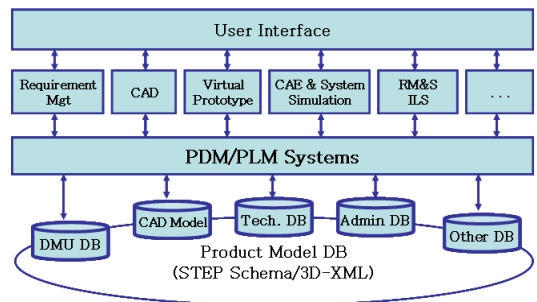 User Interface
Requirement
Mgt
CAD
Virtual
Prototype
CAE & System
Simulation
RM&S
ILS
. . .
PDM/PLM Systems
DMU DB
CAD Model
Tech. DB
Admin DB
Other DB
Product Model DB
(STEP Schema/3D-XML)